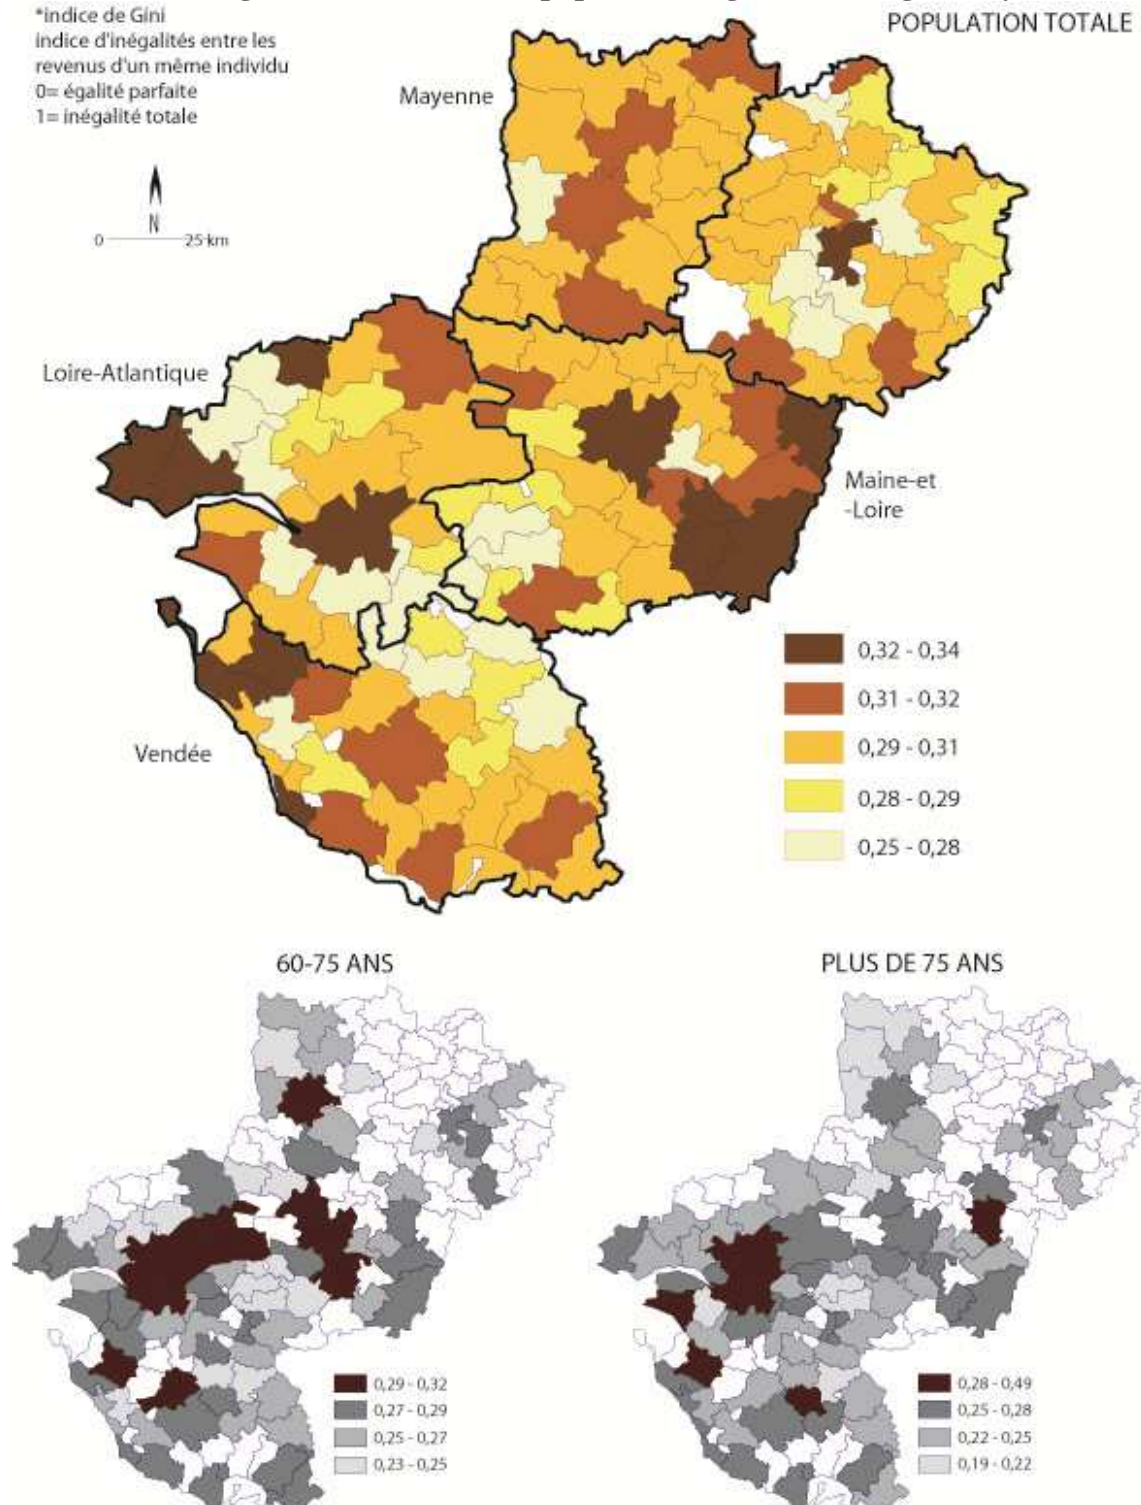 *indice de Gini
indice d'inégalités entre les
revenus d'un même individu
0= égalité parfaite
1= inégalité totale
POPULATION TOTALE
Mayenne
N
0 25 km
Loire-Atlantique
Maine-et
-Loire
Vendée
0,32 - 0,34
0,31 - 0,32
0,29 - 0,31
0,28 - 0,29
0,25 - 0,28
60-75 ANS
0,29 - 0,32
0,27 - 0,29
0,25 - 0,27
0,23 - 0,25
PLUS DE 75 ANS
0,28 - 0,49
0,25 - 0,28
0,22 - 0,25
0,19 - 0,22